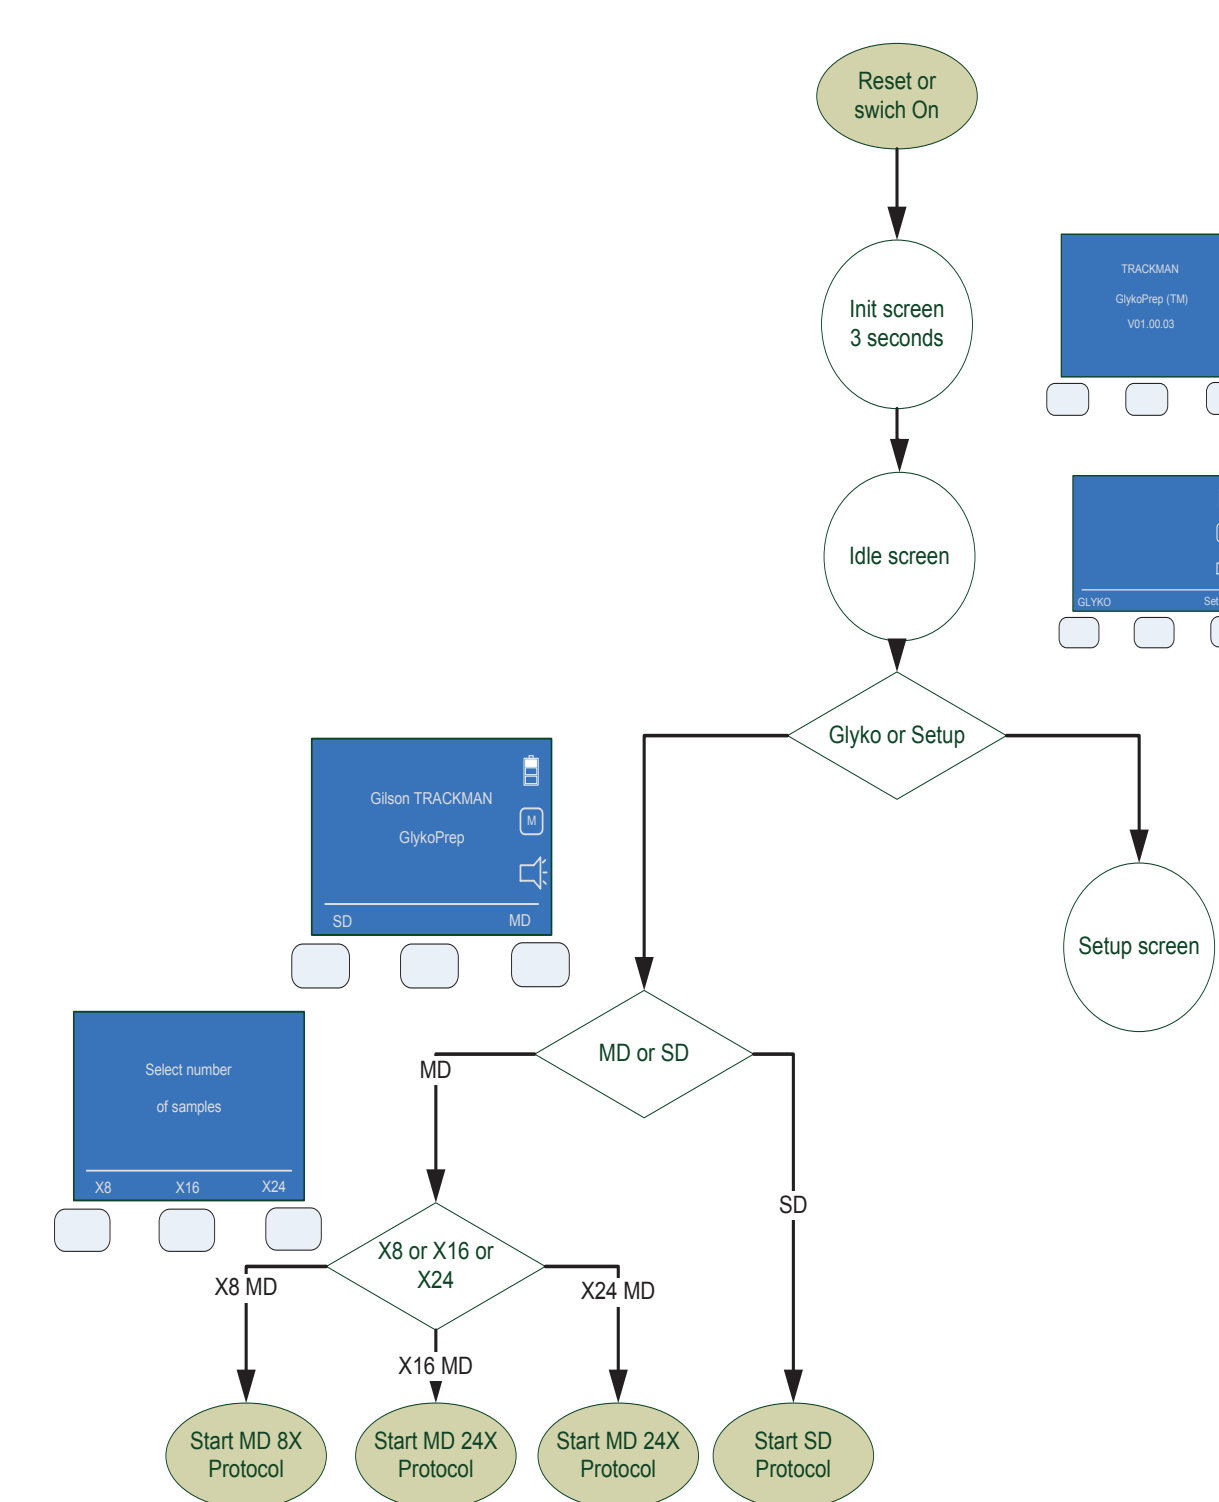 Reset or
swich On
Init screen
3 seconds
TRACKMAN
GlykoPrep (TM)
V01.00.03
Idle screen
GLYKO
Glyko or Setup
Gilson TRACKMAN
GlykoPrep
M
SD MD
Setup screen
MD or SD
MD
Select number
of samples
X8 X16 X24
SD
X8 or X16 or
X24
X8 MD
X24 MD
X16 MD
Start MD 8X
Protocol
Start MD 24X
Protocol
Start MD 24X
Protocol
Start SD
Protocol